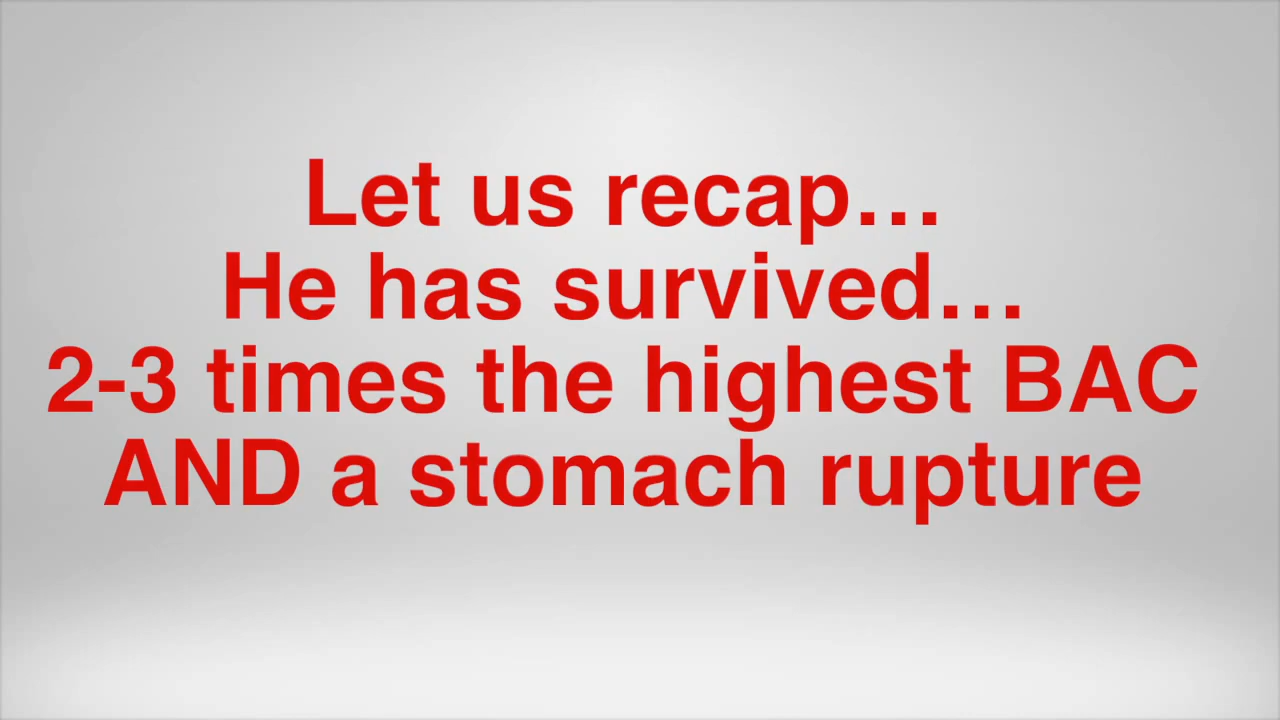 Let us recap…
He has survived…
2-3 times the highest BAC
AND a stomach rupture